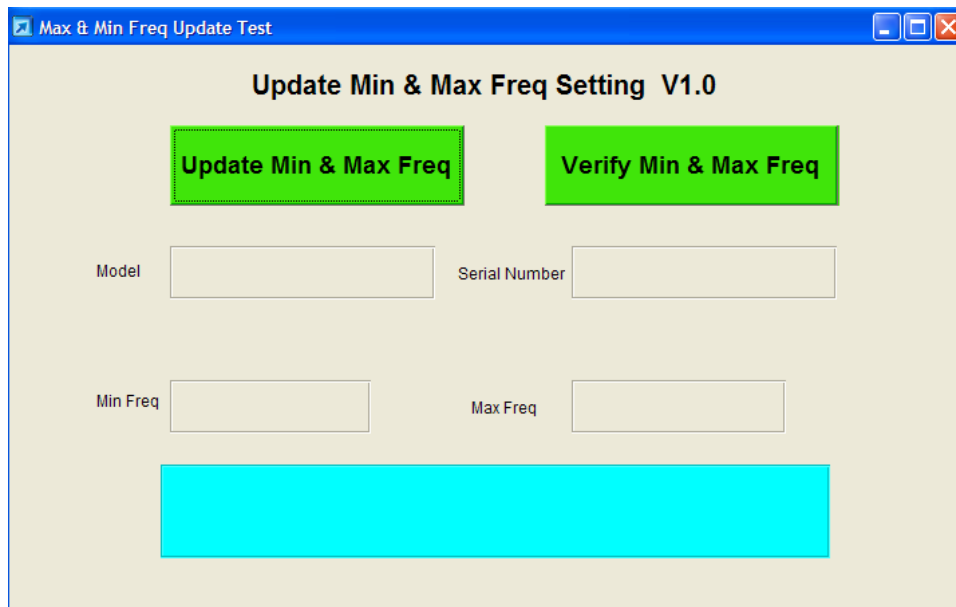 Max & Min Freq Update Test
Update Min & Max Freq Setting  V1.0
Update Min & Max Freq
Verify Min & Max Freq
Model
Serial Number
Min Freq
Max Freq